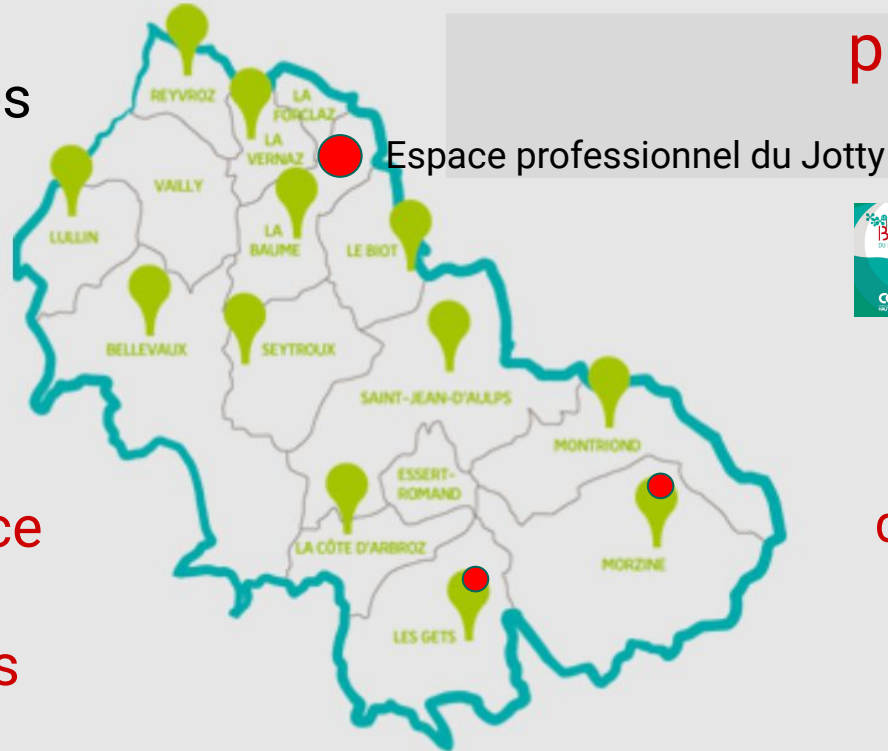 REYVROZ
LA
FORCLAZ
LA
VERNAZ
Espace professionnel du Jotty
VAILLY
LULLIN
LA
BAUME
LE BIOT
BELLEVAUX
SEYTROUX
SAINT-JEAN-D'AULPS
MONTRIOND
ESSERT-
ROMAND
LA CÔTE D'ARBROZ
MORZINE
LES GETS